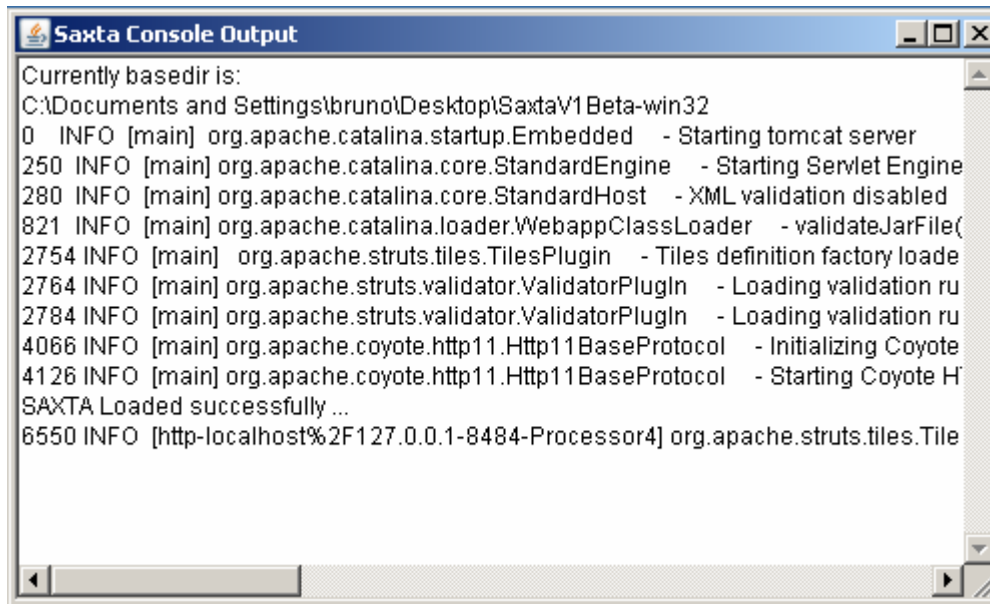 Saxta Console Output
Currently basedir is:
C:\Documents and Settings\bruno\Desktop\SaxtaV1Beta-win32
0 INFO [main] org.apache.catalina.startup.Embedded - Starting tomcat server
250 INFO [main] org.apache.catalina.core.StandardEngine - Starting Servlet Engine
280 INFO [main] org.apache.catalina.core.StandardHost - XML validation disabled
821 INFO [main] org.apache.catalina.loader.WebappClassLoader - validateJarFile(
2754 INFO [main] org.apache.struts.tiles.TilesPlugin - Tiles definition factory loade
2764 INFO [main] org.apache.struts.validator.ValidatorPlugIn - Loading validation ru
2784 INFO [main] org.apache.struts.validator.ValidatorPlugIn - Loading validation ru
4066 INFO [main] org.apache.coyote.http11.Http11BaseProtocol - Initializing Coyote
4126 INFO [main] org.apache.coyote.http11.Http11BaseProtocol - Starting Coyote H
SAXTA Loaded successfully ...
6550 INFO [http-localhost%2F127.0.0.1-8484-Processor4] org.apache.struts.tiles.Tile